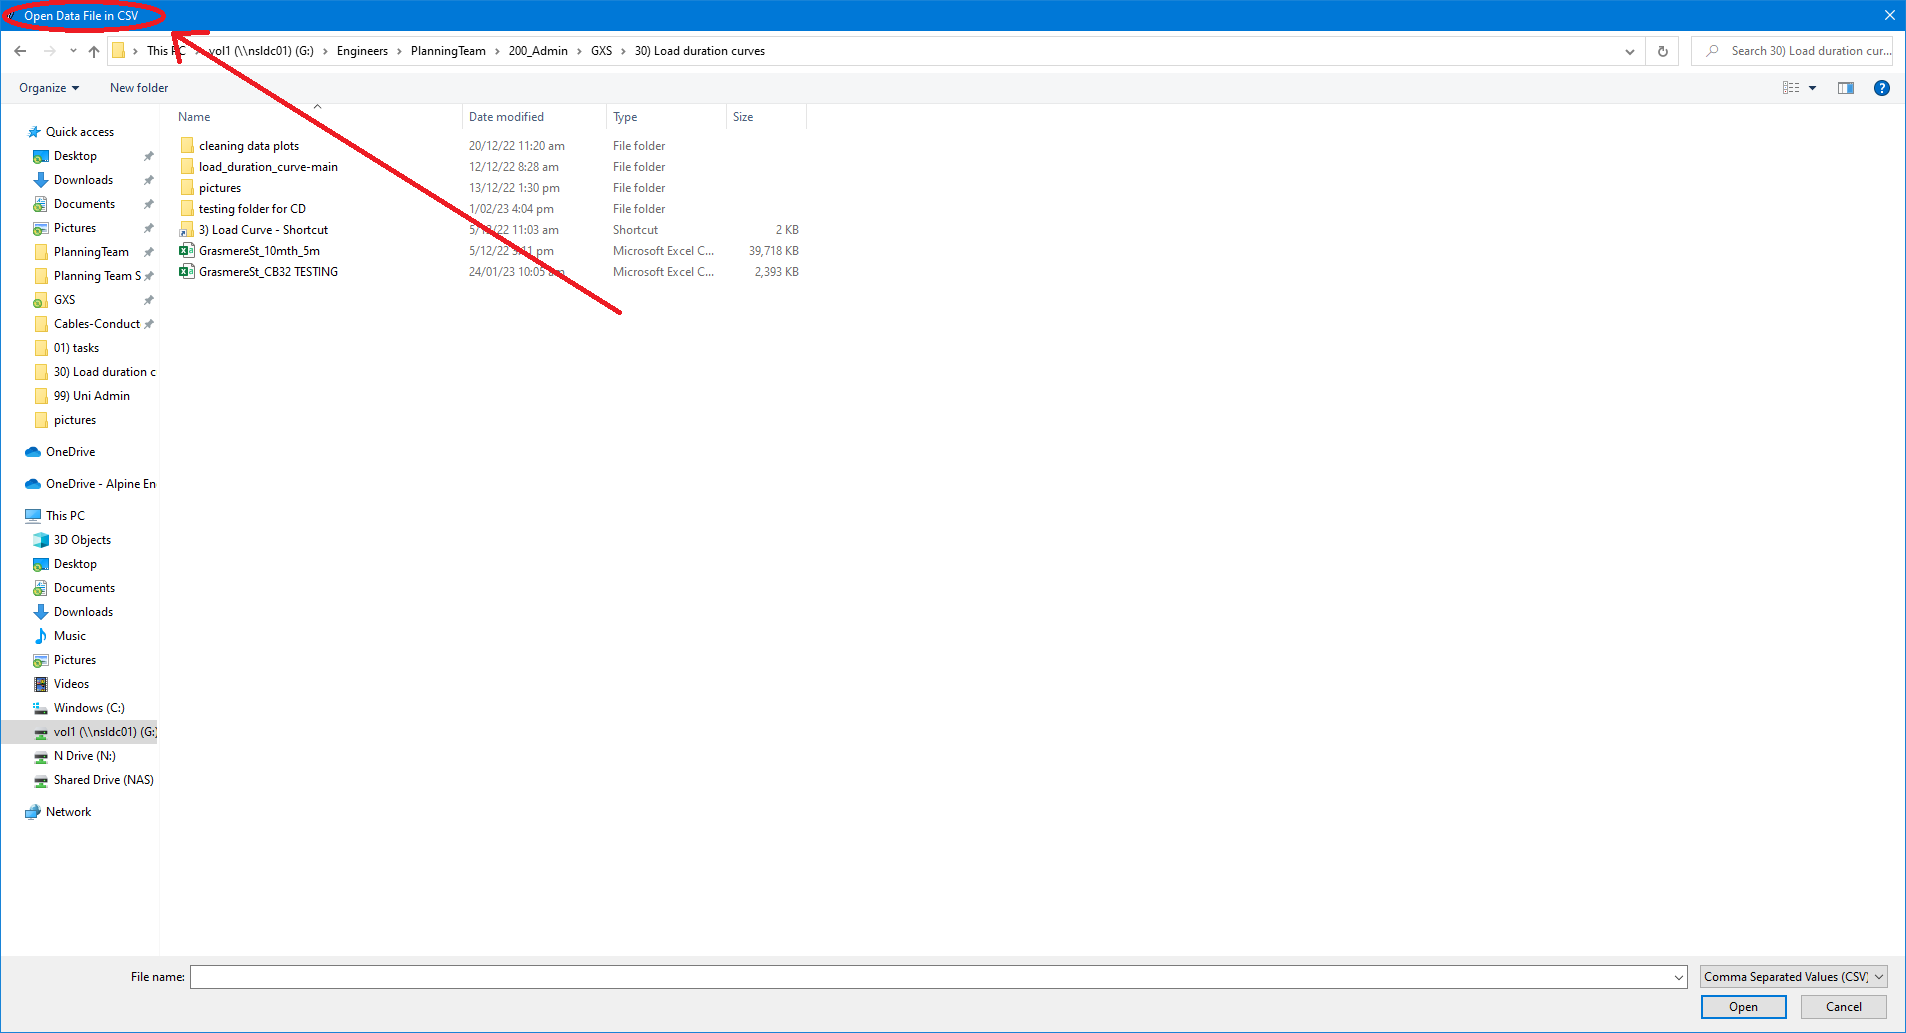 Open Data File in CSV
This PC > vol1 (\\nsldc01) (G:) > Engineers > PlanningTeam > 200_Admin > GXS > 30) Load duration curves
Search 30) Load duration cur...
Organize
New folder
Name Date modified Type Size
cleaning data plots 20/12/22 11:20 am File folder
load_duration_curve-main 12/12/22 8:28 am File folder
pictures 13/12/22 1:30 pm File folder
testing folder for CD 1/02/23 4:04 pm File folder
3) Load Curve - Shortcut 11:03 am Shortcut 2 KB
GrasmereSt_10mth_5m 5/12/22 pm Microsoft Excel C... 39,718 KB
GrasmereSt_CB32 TESTING 24/01/23 10:05 Microsoft Excel C... 2,393 KB
Quick access
Desktop
Downloads
Documents
Pictures
PlanningTeam
Planning Team S
GXS
Cables-Conduct
01) tasks
30) Load duration c
99) Uni Admin
pictures
OneDrive
OneDrive - Alpine En
This PC
3D Objects
Desktop
Documents
Downloads
Music
Pictures
Videos
Windows (C:)
vol1 (\\nsldc01) (G:)
N Drive (N:)
Shared Drive (NAS)
Network
File name:
Comma Separated Values (CSV)
Open
Cancel